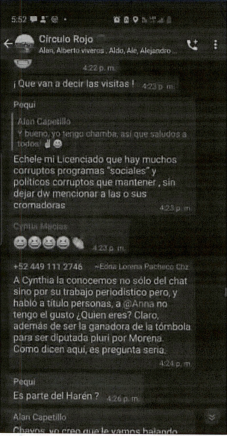 5:52
Círculo Rojo
Alan, Alberto viveros, Aldo, Ale, Alejandro...
4:22 p. m.
¡ Que van a decir las visitas ! 4:23 p. m.
Pequi
Alan Capetillo
Y bueno, yo tengo chamba, así que saludos a
todos! ✌️😁
Echele mi Licenciado que hay muchos
corruptos programas "sociales" y
políticos corruptos que mantener , sin
dejar dw mencionar a las o sus
comadoras 4:23 p. m.
Cynthia Macías
4:23 p. m.
+52 449 111 2746 ~Edna Lorena Pacheco Chz.
A Cynthia la conocemos no sólo del chat
sino por su trabajo periodístico pero, y
habló a título personas, a @Anna no
tengo el gusto ¿Quien eres? Claro,
además de ser la ganadora de la tómbola
para ser diputada pluri por Morena.
Como dicen aquí, es pregunta seria.
4:24 p. m.
Pequi
Es parte del Harén ? 4:26 p. m.
Alan Capetillo
Chavos, yo creo que le vamos bajando